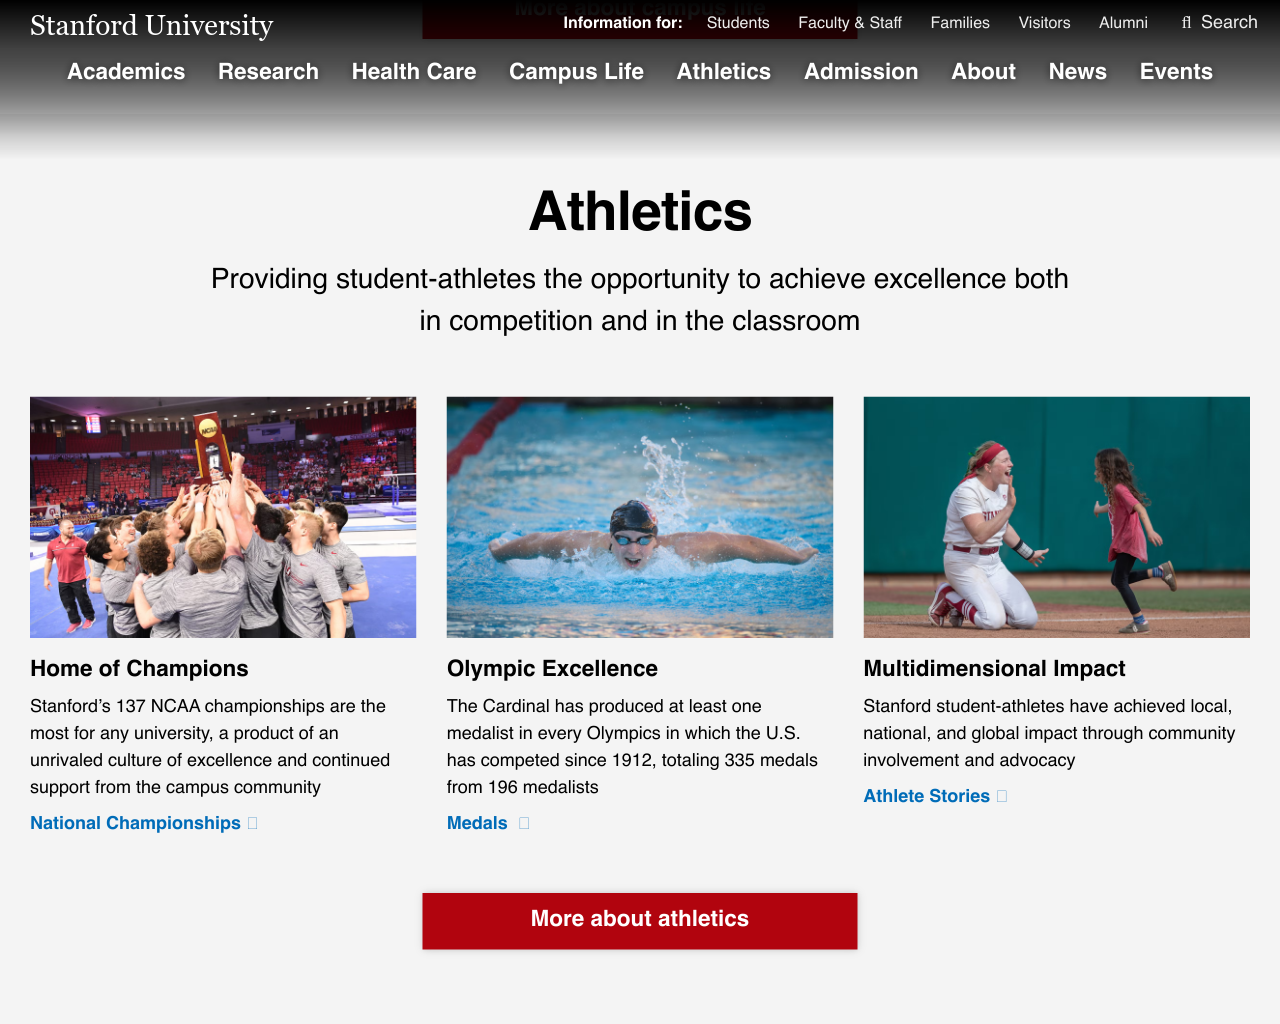 Stanford University
More about campus life
Information for: Students Faculty & Staff Families Visitors Alumni Search
Academics Research Health Care Campus Life Athletics Admission About News Events
Athletics
Providing student-athletes the opportunity to achieve excellence both
in competition and in the classroom
NCAA
Home of Champions
Stanford’s 137 NCAA championships are the
most for any university, a product of an
unrivaled culture of excellence and continued
support from the campus community
National Championships
Olympic Excellence
The Cardinal has produced at least one
medalist in every Olympics in which the U.S.
has competed since 1912, totaling 335 medals
from 196 medalists
Medals
Multidimensional Impact
Stanford student-athletes have achieved local,
national, and global impact through community
involvement and advocacy
Athlete Stories
More about athletics